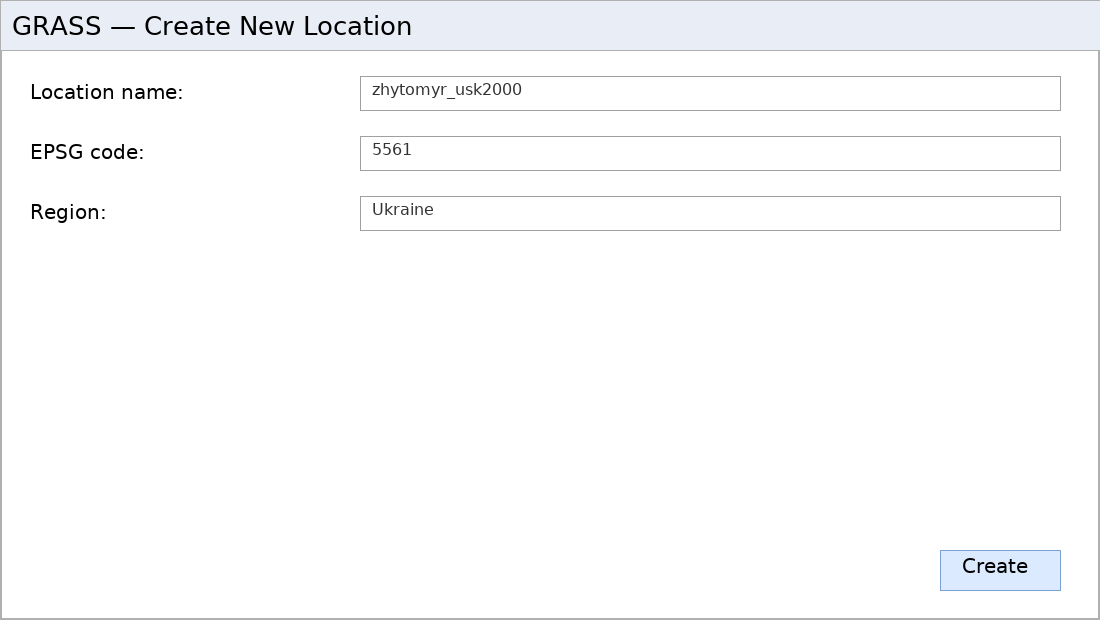 GRASS — Create New Location
Location name: zhytomyr_usk2000
EPSG code: 5561
Region: Ukraine
Create